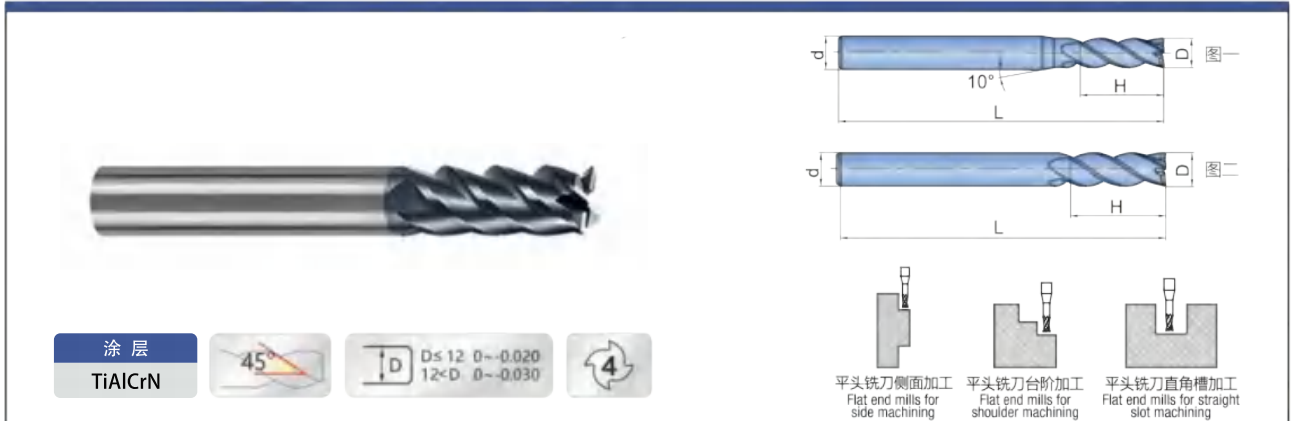 d
10°
H
L
D
图一
d
H
L
D
图二
涂 层
TiAlCrN
45°
D
D≤ 12 0~-0.020
12<D 0~-0.030
4
平头铣刀侧面加工
Flat end mills for
side machining
平头铣刀台阶加工
Flat end mills for
shoulder machining
平头铣刀直角槽加工
Flat end mills for straight
slot machining